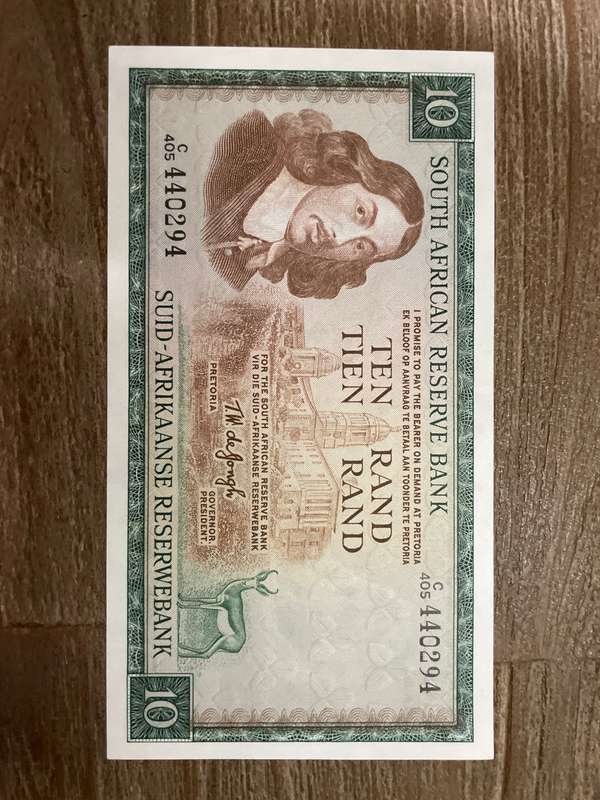 10
SOUTH AFRICAN RESERVE BANK
I PROMISE TO PAY THE BEARER ON DEMAND AT PRETORIA
EK BELOOF OP AANVRAAG TE BETAAL AAN TOONDER TE PRETORIA
C/405 440294
TEN RAND
TIEN RAND
FOR THE SOUTH AFRICAN RESERVE BANK
VIR DIE SUID-AFRIKAANSE RESERWEBANK
T.W. de Jongh
PRETORIA
GOVERNOR.
PRESIDENT.
C/405 440294
SUID-AFRIKAANSE RESERWEBANK
10